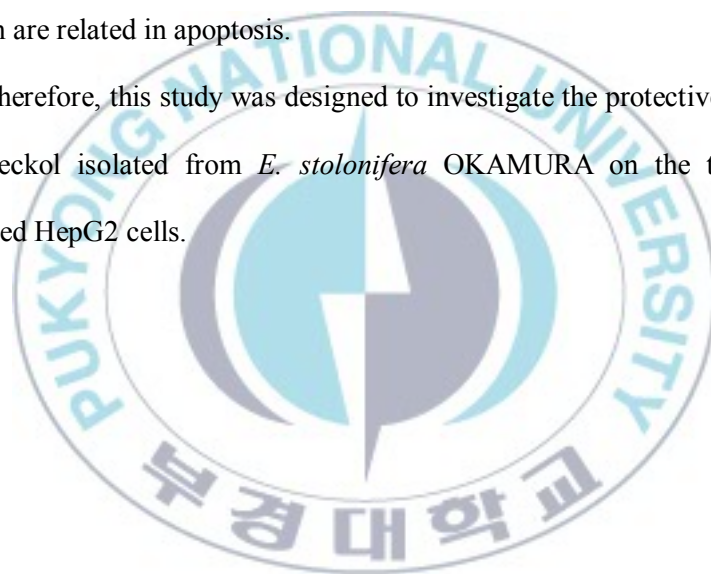 are related in apoptosis.
herefore, this study was designed to investigate the protective
eckol isolated from E. stolonifera OKAMURA on the t
ed HepG2 cells.
PUKYONG NATIONAL UNIVERSITY
부경대학교